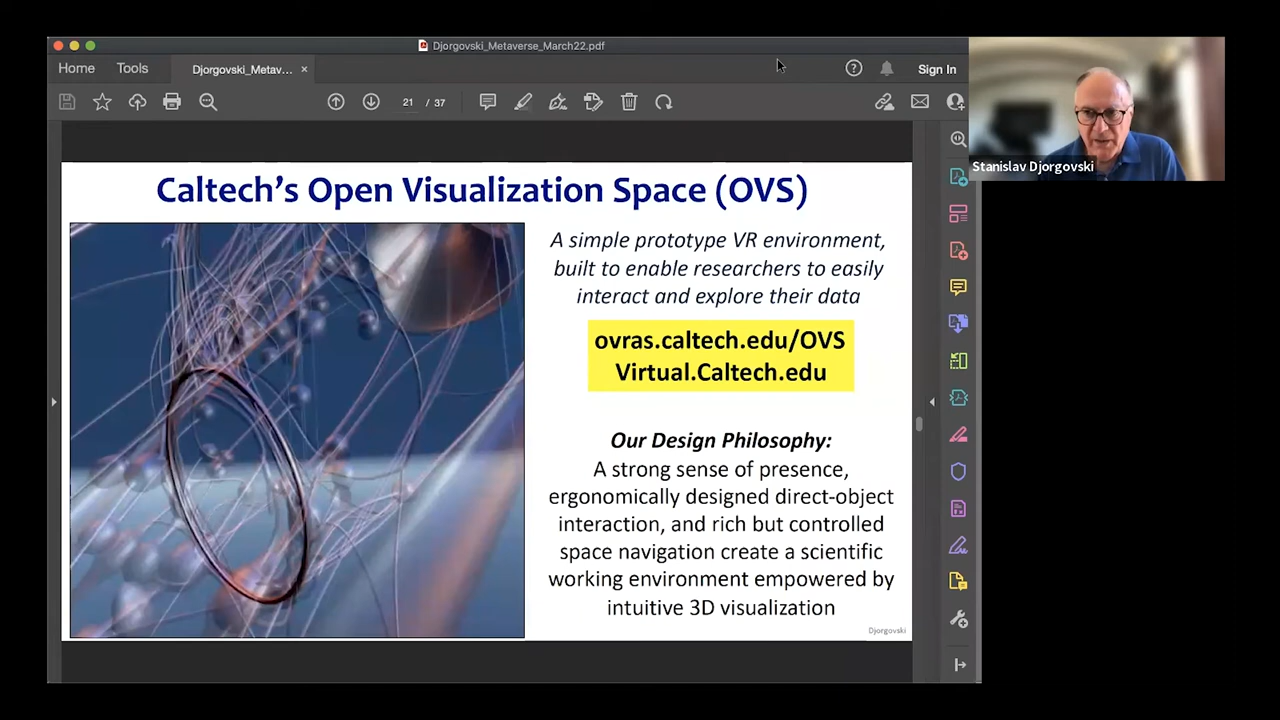 Djorgovski_Metaverse_March22.pdf
Home
Tools
Djorgovski_Metav...
Sign In
21 / 37
Stanislav Djorgovski
Caltech's Open Visualization Space (OVS)
A simple prototype VR environment,
built to enable researchers to easily
interact and explore their data
ovras.caltech.edu/OVS
Virtual.Caltech.edu
Our Design Philosophy:
A strong sense of presence,
ergonomically designed direct-object
interaction, and rich but controlled
space navigation create a scientific
working environment empowered by
intuitive 3D visualization
Djorgovski